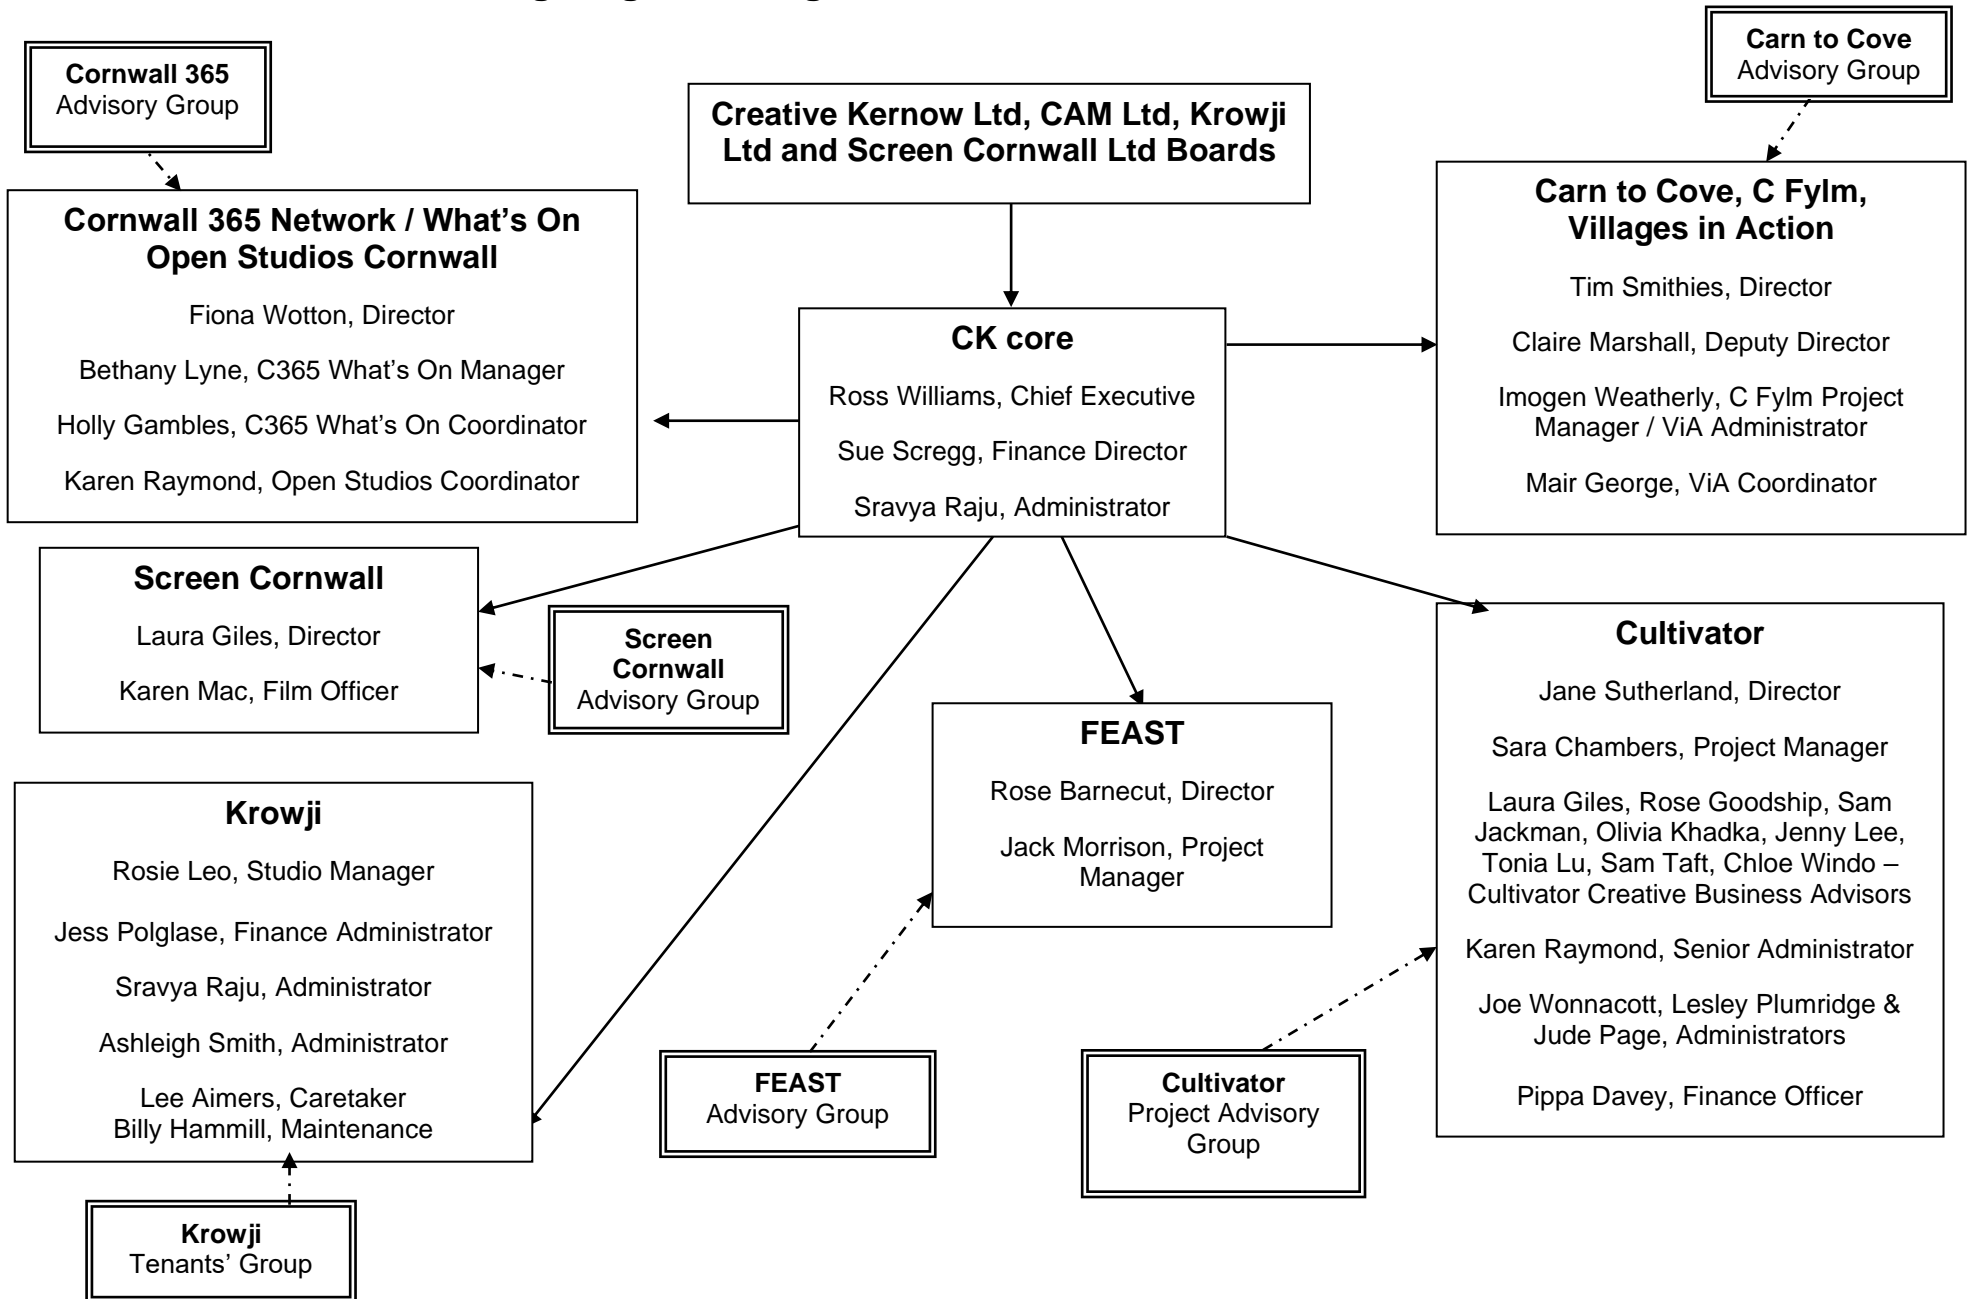 Cornwall 365
Advisory Group
Carn to Cove
Advisory Group
Creative Kernow Ltd, CAM Ltd, Krowji
Ltd and Screen Cornwall Ltd Boards
Cornwall 365 Network / What’s On
Open Studios Cornwall
Fiona Wotton, Director
Bethany Lyne, C365 What’s On Manager
Holly Gambles, C365 What’s On Coordinator
Karen Raymond, Open Studios Coordinator
CK core
Ross Williams, Chief Executive
Sue Scregg, Finance Director
Sravya Raju, Administrator
Carn to Cove, C Fylm,
Villages in Action
Tim Smithies, Director
Claire Marshall, Deputy Director
Imogen Weatherly, C Fylm Project
Manager / ViA Administrator
Mair George, ViA Coordinator
Screen Cornwall
Laura Giles, Director
Karen Mac, Film Officer
Screen
Cornwall
Advisory Group
Krowji
Rosie Leo, Studio Manager
Jess Polglase, Finance Administrator
Sravya Raju, Administrator
Ashleigh Smith, Administrator
Lee Aimers, Caretaker
Billy Hammill, Maintenance
FEAST
Rose Barnecut, Director
Jack Morrison, Project
Manager
Cultivator
Jane Sutherland, Director
Sara Chambers, Project Manager
Laura Giles, Rose Goodship, Sam
Jackman, Olivia Khadka, Jenny Lee,
Tonia Lu, Sam Taft, Chloe Windo –
Cultivator Creative Business Advisors
Karen Raymond, Senior Administrator
Joe Wonnacott, Lesley Plumridge &
Jude Page, Administrators
Pippa Davey, Finance Officer
FEAST
Advisory Group
Cultivator
Project Advisory
Group
Krowji
Tenants’ Group